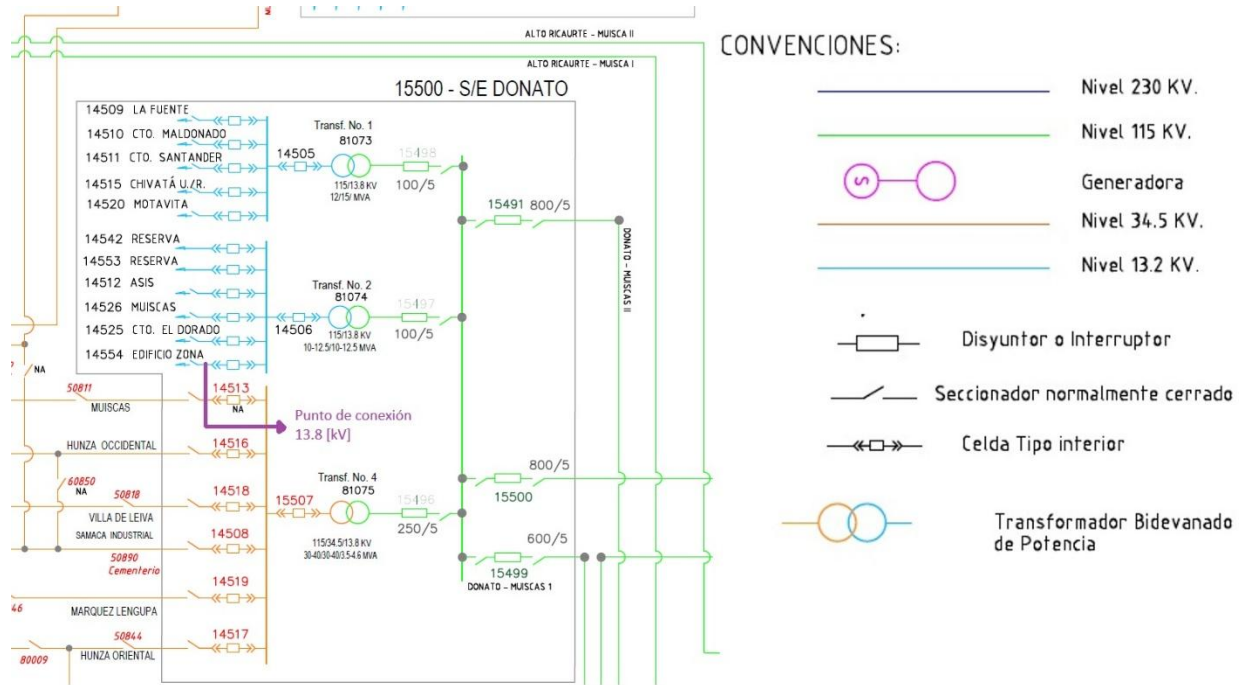 ALTO RICAURTE - MUISCA II
ALTO RICAURTE - MUISCA I
15500 - S/E DONATO
14509 LA FUENTE
14510 CTO. MALDONADO
14511 CTO. SANTANDER
14515 CHIVATÁ U./R.
14520 MOTAVITA
14505
Transf. No. 1
81073
115/13.8 KV
12/15/ MVA
15498
100/5
15491 800/5
DONATO - MUISCAS II
14542 RESERVA
14553 RESERVA
14512 ASIS
14526 MUISCAS
14525 CTO. EL DORADO
14554 EDIFICIO ZONA
14506
Transf. No. 2
81074
115/13.8 KV
10-12.5/10-12.5 MVA
15497
100/5
NA
50811
MUISCAS
14513
NA
Punto de conexión
13.8 [kV]
HUNZA OCCIDENTAL
14516
60850
NA
50818
VILLA DE LEIVA
14518
SAMACA INDUSTRIAL
14508
50890
Cementerio
15507
Transf. No. 4
81075
115/34.5/13.8 KV
30-40/30-40/3.5-4.6 MVA
15496
250/5
800/5
15500
600/5
15499
DONATO - MUISCAS 1
14519
46
MARQUEZ LENGUPA
50844
14517
80009
HUNZA ORIENTAL
CONVENCIONES:
Nivel 230 KV.
Nivel 115 KV.
S
Generadora
Nivel 34.5 KV.
Nivel 13.2 KV.
Disyuntor o Interruptor
Seccionador normalmente cerrado
Celda Tipo interior
Transformador Bidevanado
de Potencia